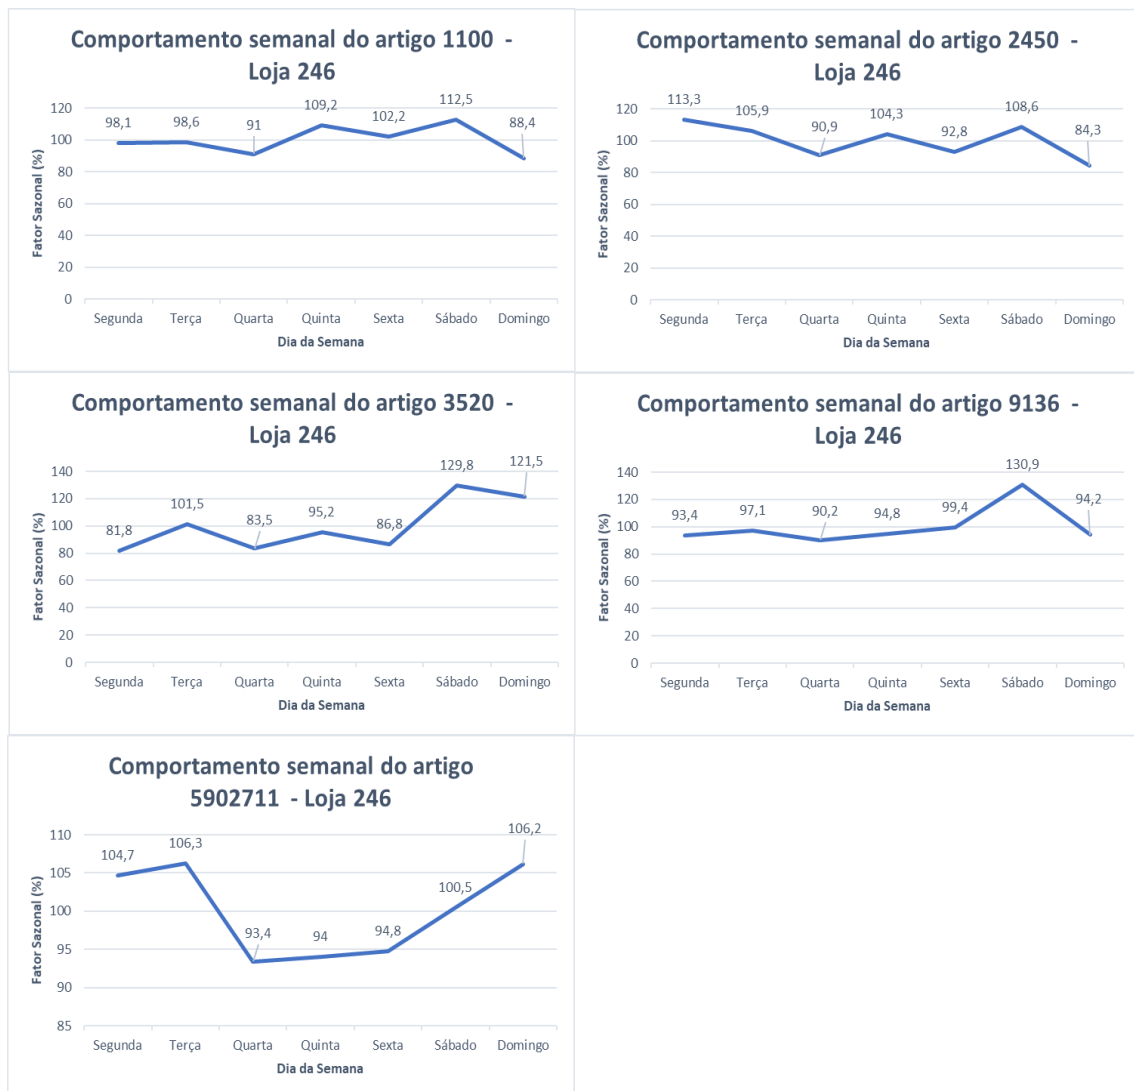 Comportamento semanal do artigo 1100 -
Loja 246
120
100
80
60
40
20
0
98,1
98,6
91
109,2
102,2
112,5
88,4
Fator Sazonal (%)
Segunda Terça Quarta Quinta Sexta Sábado Domingo
Dia da Semana
Comportamento semanal do artigo 2450 -
Loja 246
120
100
80
60
40
20
0
113,3
105,9
90,9
104,3
92,8
108,6
84,3
Fator Sazonal (%)
Segunda Terça Quarta Quinta Sexta Sábado Domingo
Dia da Semana
Comportamento semanal do artigo 3520 -
Loja 246
140
120
100
80
60
40
20
0
81,8
101,5
83,5
95,2
86,8
129,8
121,5
Fator Sazonal (%)
Segunda Terça Quarta Quinta Sexta Sábado Domingo
Dia da Semana
Comportamento semanal do artigo 9136 -
Loja 246
140
120
100
80
60
40
20
0
93,4
97,1
90,2
94,8
99,4
130,9
94,2
Fator Sazonal (%)
Segunda Terça Quarta Quinta Sexta Sábado Domingo
Dia da Semana
Comportamento semanal do artigo
5902711 - Loja 246
110
105
100
95
90
85
104,7
106,3
93,4
94
94,8
100,5
106,2
Fator Sazonal (%)
Segunda Terça Quarta Quinta Sexta Sábado Domingo
Dia da Semana